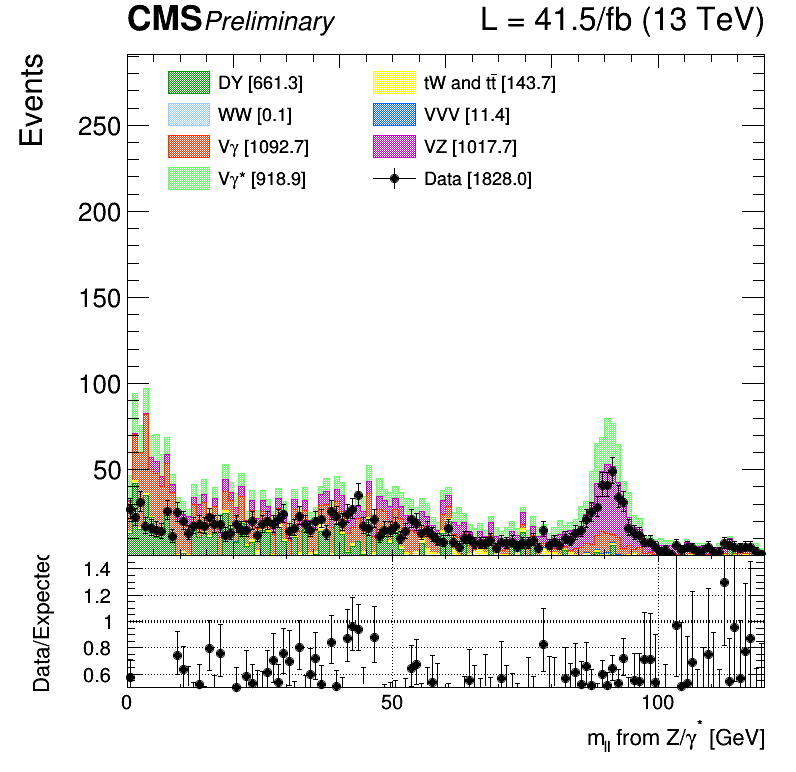 CMS Preliminary L = 41.5/fb (13 TeV)
Events
DY [661.3] tW and tt̄ [143.7]
WW [0.1] VVV [11.4]
Vγ [1092.7] VZ [1017.7]
Vγ* [918.9] Data [1828.0]
250
200
150
100
50
Data/Expected
1.4
1.2
1
0.8
0.6
0 50 100
m_ll from Z/γ* [GeV]